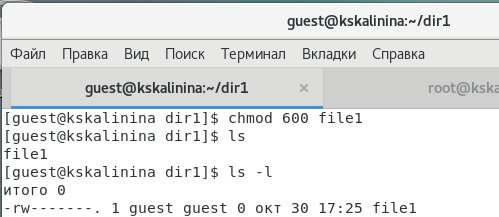 guest@kskalinina:~/dir1
Файл Правка Вид Поиск Терминал Вкладки Справка
guest@kskalinina:~/dir1 × root@kskalinina
[guest@kskalinina dir1]$ chmod 600 file1
[guest@kskalinina dir1]$ ls
file1
[guest@kskalinina dir1]$ ls -l
итого 0
-rw-------. 1 guest guest 0 окт 30 17:25 file1